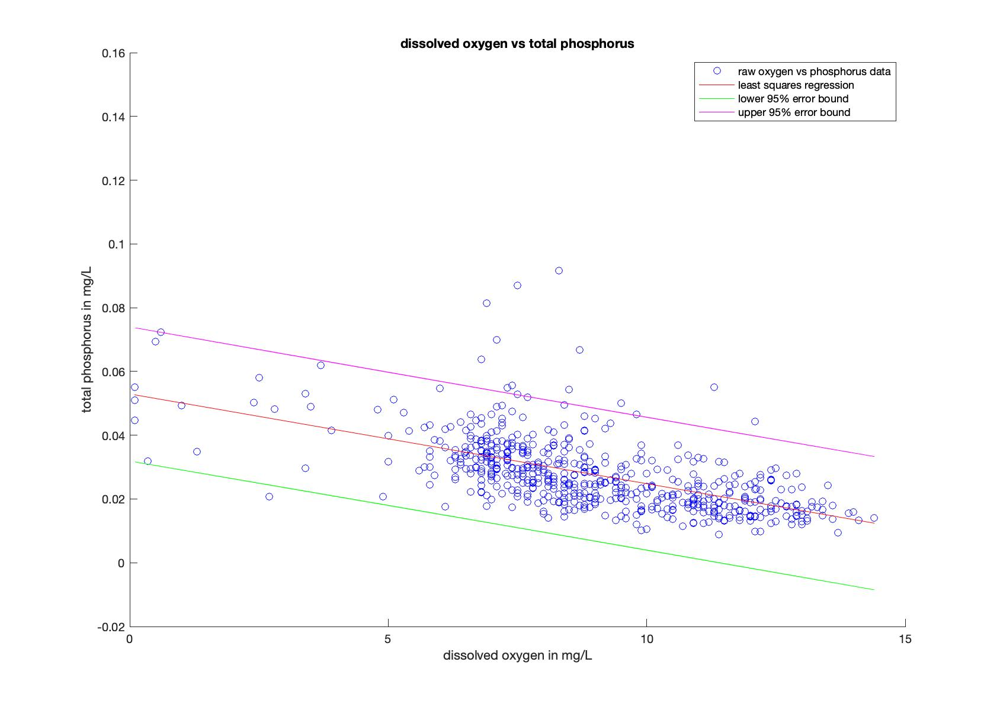 dissolved oxygen vs total phosphorus
raw oxygen vs phosphorus data
least squares regression
lower 95% error bound
upper 95% error bound
0.16
0.14
0.12
0.1
0.08
0.06
0.04
0.02
0
-0.02
total phosphorus in mg/L
0 5 10 15
dissolved oxygen in mg/L